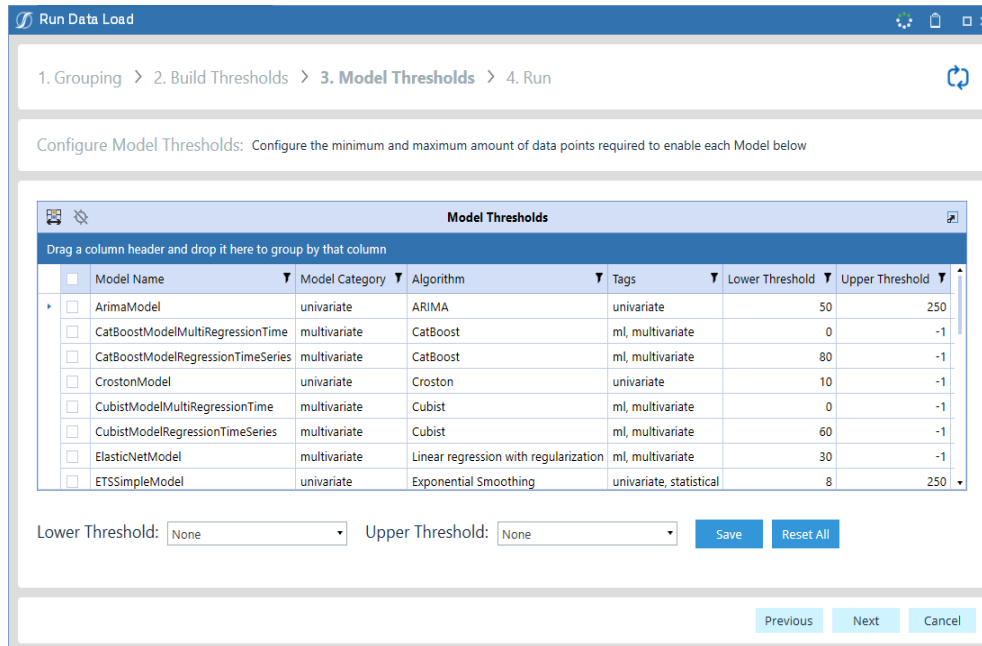 Run Data Load
1. Grouping > 2. Build Thresholds > 3. Model Thresholds > 4. Run
Configure Model Thresholds: Configure the minimum and maximum amount of data points required to enable each Model below
Model Thresholds
Drag a column header and drop it here to group by that column
Model Name Model Category Algorithm Tags Lower Threshold Upper Threshold
ArimaModel univariate ARIMA univariate 50 250
CatBoostModelMultiRegressionTime multivariate CatBoost ml, multivariate 0 -1
CatBoostModelRegressionTimeSeries multivariate CatBoost ml, multivariate 80 -1
CrostonModel univariate Croston univariate 10 -1
CubistModelMultiRegressionTime multivariate Cubist ml, multivariate 0 -1
CubistModelRegressionTimeSeries multivariate Cubist ml, multivariate 60 -1
ElasticNetModel multivariate Linear regression with regularization ml, multivariate 30 -1
ETSSimpleModel univariate Exponential Smoothing univariate, statistical 8 250
Lower Threshold: None Upper Threshold: None Save Reset All
Previous Next Cancel